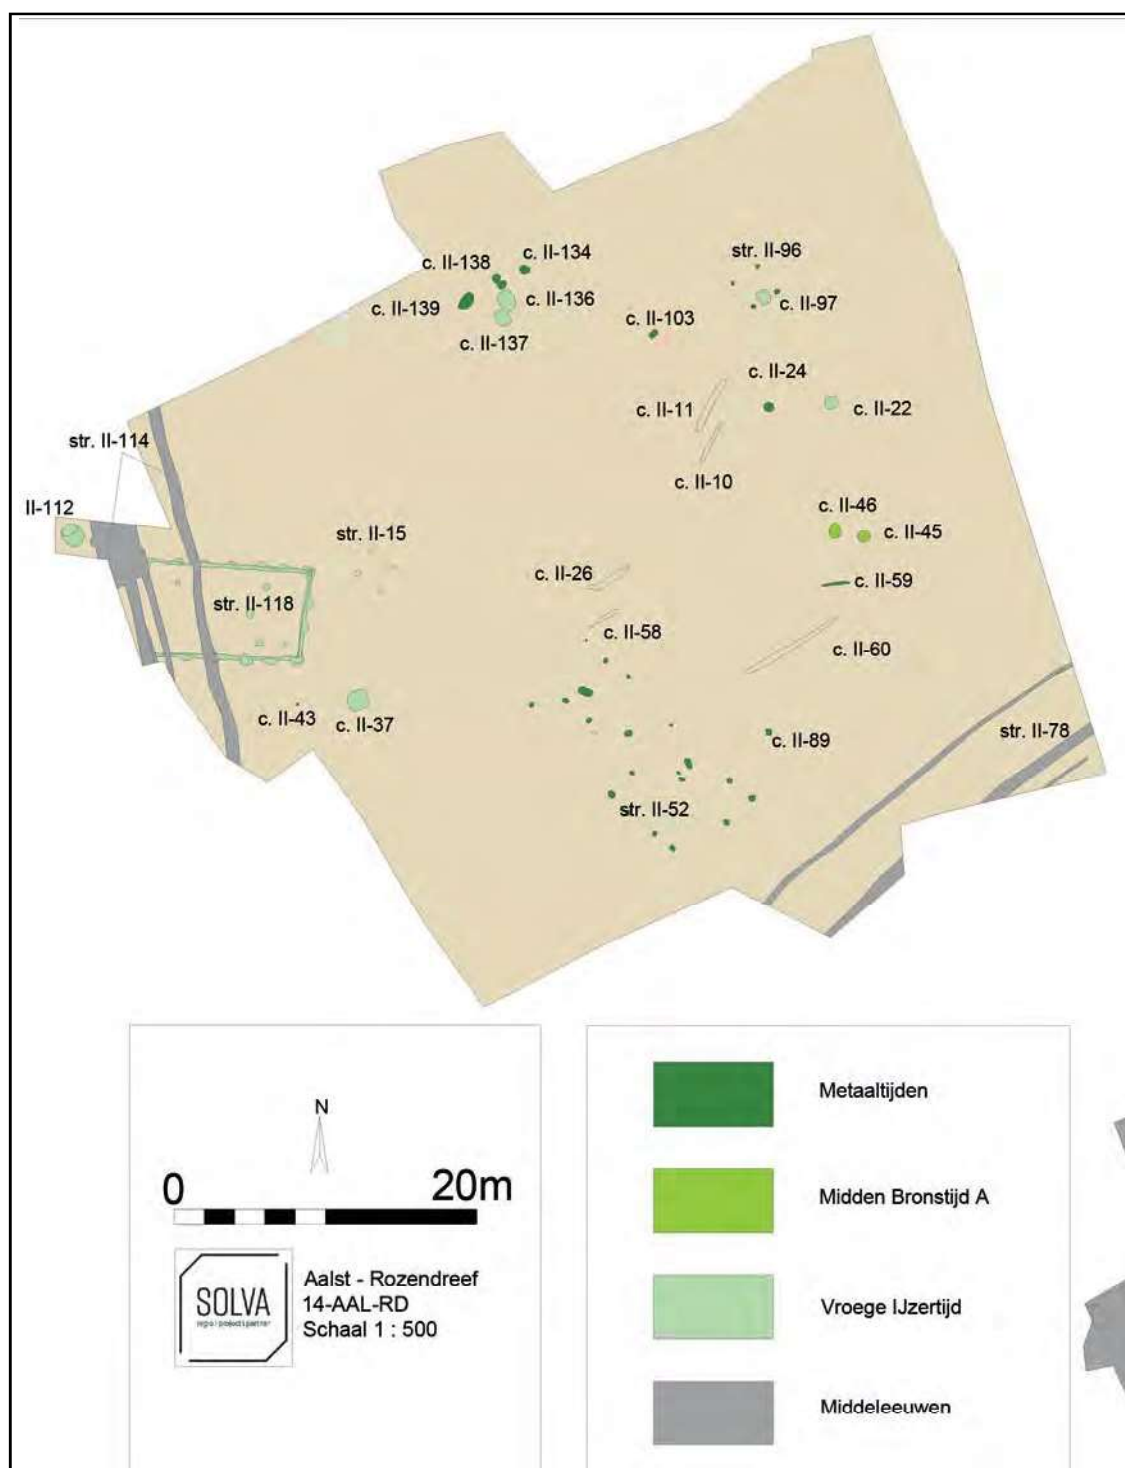 str. II-96
c. II-134
c. II-138
c. II-139
c. II-136
c. II-97
c. II-103
c. II-137
c. II-24
c. II-11
c. II-22
str. II-114
c. II-10
II-112
c. II-46
str. II-15
c. II-45
c. II-26
c. II-59
str. II-118
c. II-58
c. II-60
c. II-43
c. II-37
c. II-89
str. II-78
str. II-52
N
0 20m
SOLVA
Aalst - Rozendreef
14-AAL-RD
Schaal 1 : 500
Metaaltijden
Midden Bronstijd A
Vroege IJzertijd
Middeleeuwen